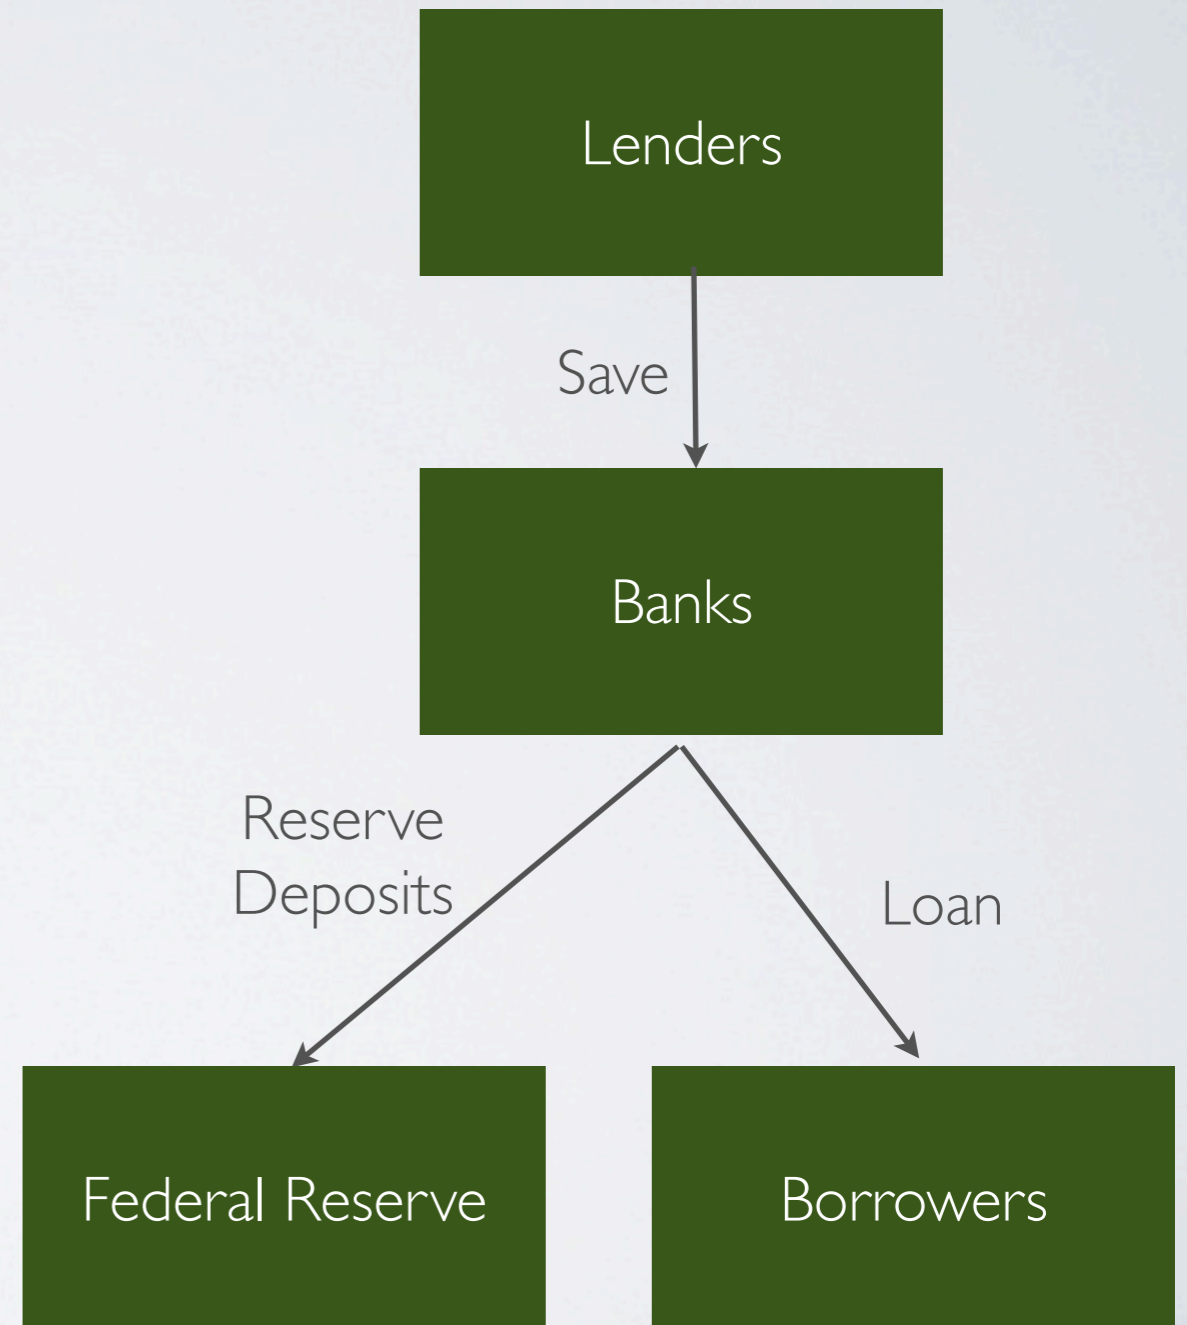 Lenders
Save
Banks
Reserve
Deposits
Loan
Federal Reserve
Borrowers